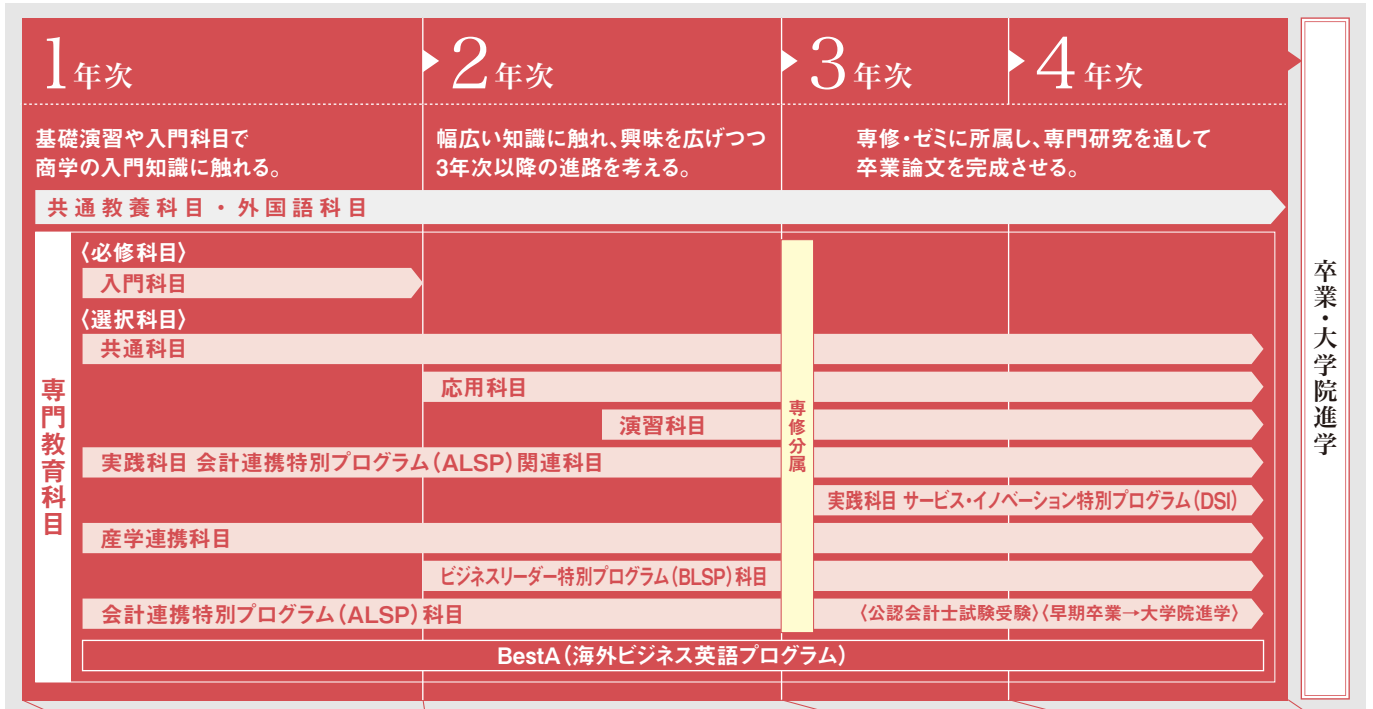 1年次
2年次
3年次
4年次
基礎演習や入門科目で
商学の入門知識に触れる。
幅広い知識に触れ、興味を広げつつ
3年次以降の進路を考える。
専修・ゼミに所属し、専門研究を通して
卒業論文を完成させる。
共通教養科目・外国語科目
専門教育科目
〈必修科目〉
入門科目
〈選択科目〉
共通科目
応用科目
演習科目
実践科目 会計連携特別プログラム(ALSP)関連科目
実践科目 サービス・イノベーション特別プログラム(DSI)
産学連携科目
ビジネスリーダー特別プログラム(BLSP)科目
会計連携特別プログラム(ALSP)科目
〈公認会計士試験受験〉〈早期卒業→大学院進学〉
BestA(海外ビジネス英語プログラム)
専修分属
卒業・大学院進学